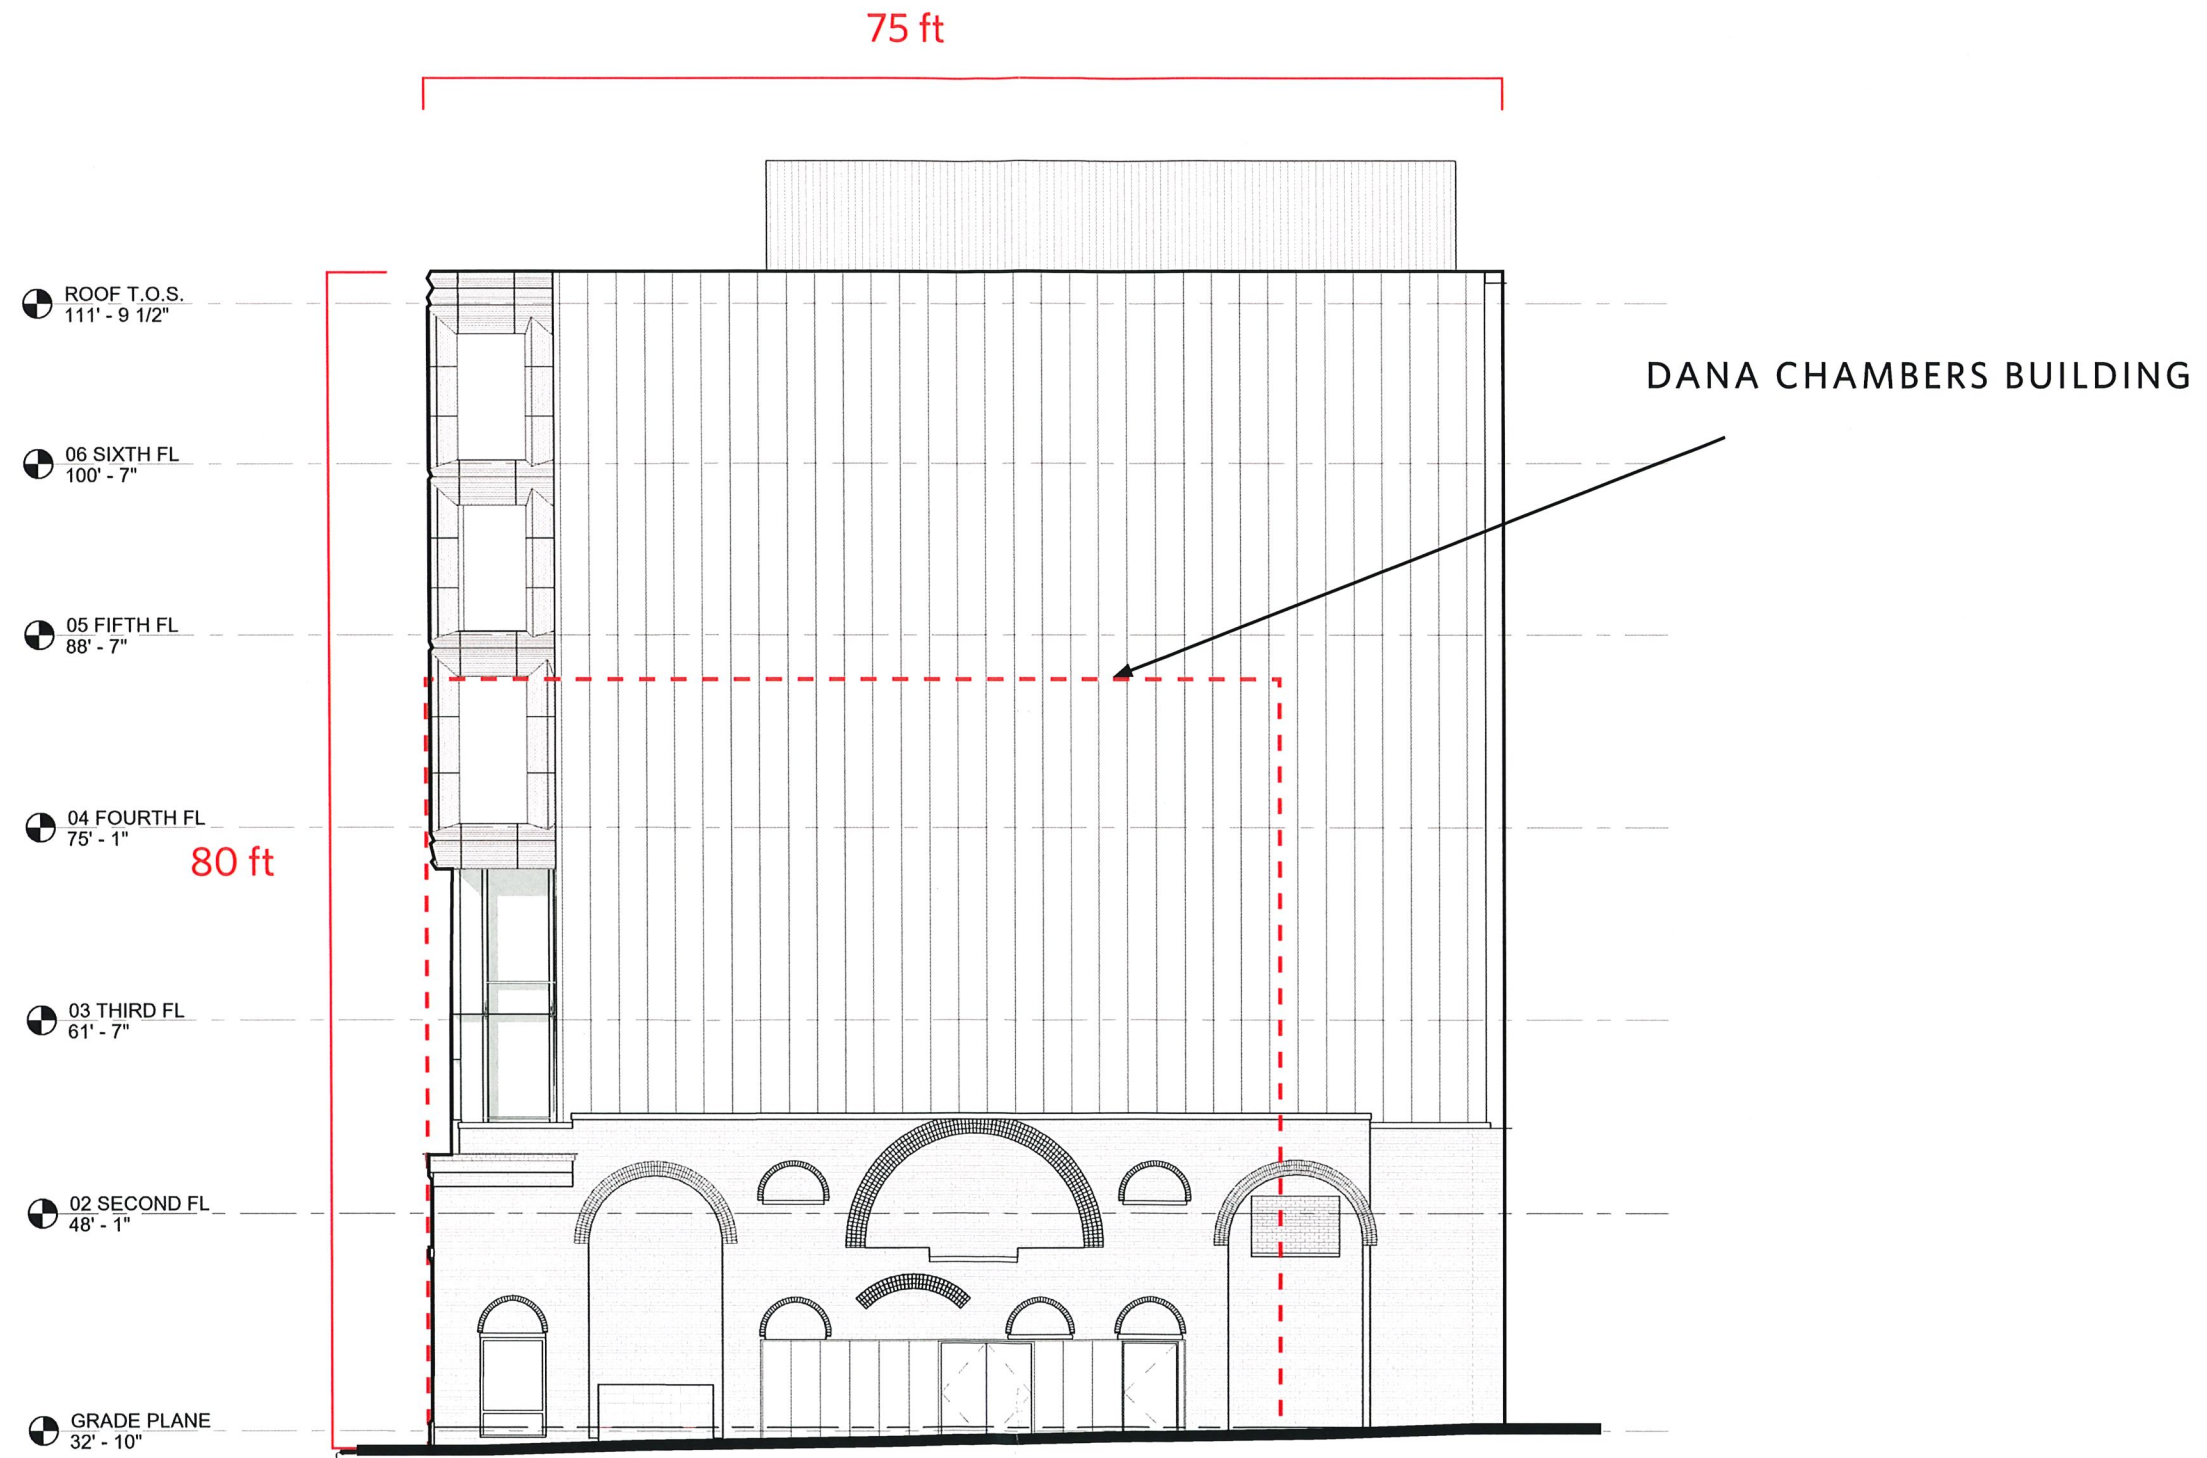 75 ft
ROOF T.O.S.
111' - 9 1/2"
DANA CHAMBERS BUILDING
06 SIXTH FL
100' - 7"
05 FIFTH FL
88' - 7"
04 FOURTH FL
75' - 1"
80 ft
03 THIRD FL
61' - 7"
02 SECOND FL
48' - 1"
GRADE PLANE
32' - 10"